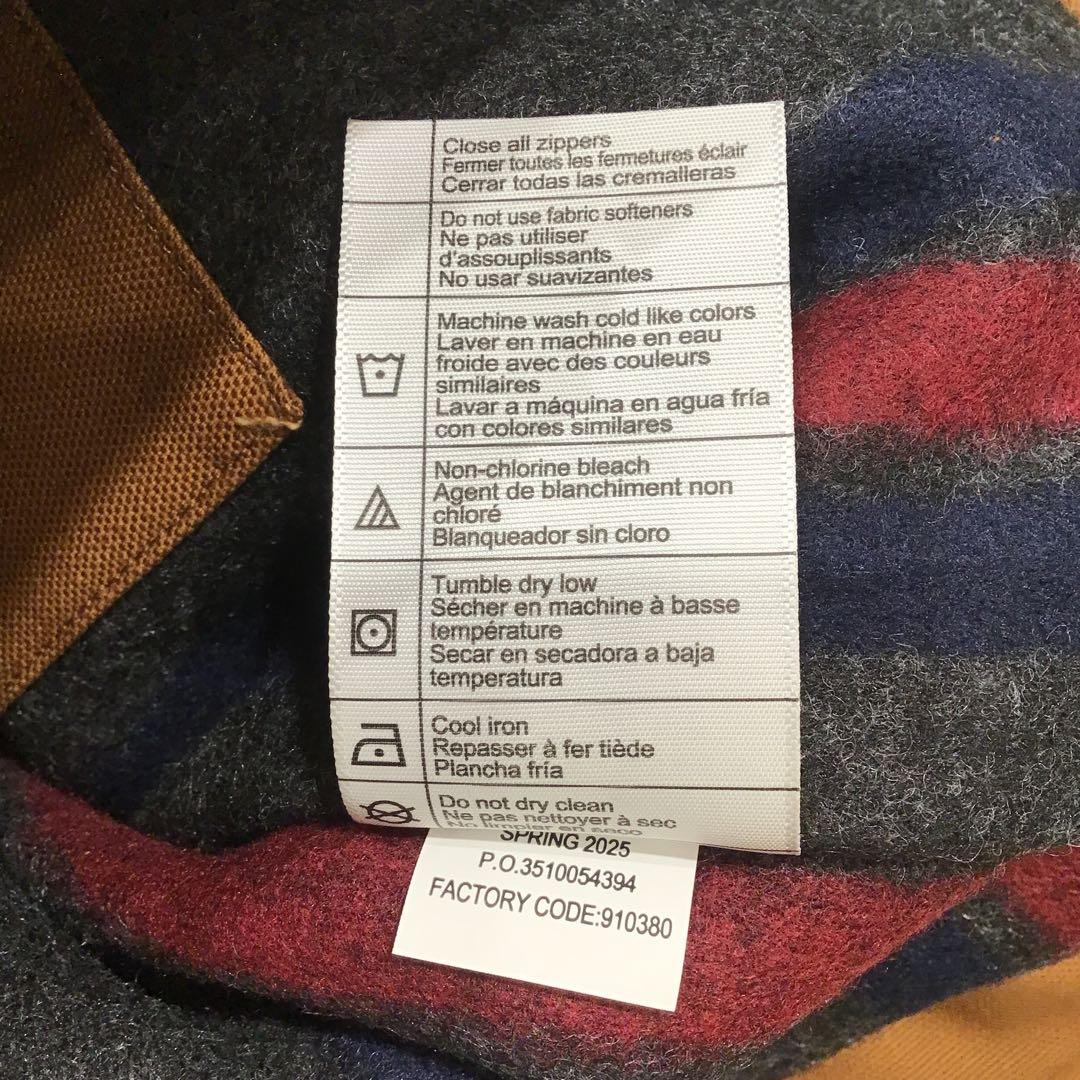 Close all zippers
Fermer toutes les fermetures éclair
Cerrar todas las cremalleras
Do not use fabric softeners
Ne pas utiliser
d'assouplissants
No usar suavizantes
Machine wash cold like colors
Laver en machine en eau
froide avec des couleurs
similaires
Lavar a máquina en agua fría
con colores similares
Non-chlorine bleach
Agent de blanchiment non
chloré
Blanqueador sin cloro
Tumble dry low
Sécher en machine à basse
température
Secar en secadora a baja
temperatura
Cool iron
Repasser à fer tiède
Plancha fría
Do not dry clean
Ne pas nettoyer à sec
No limpiar en seco
SPRING 2025
P.O.3510054394
FACTORY CODE:910380